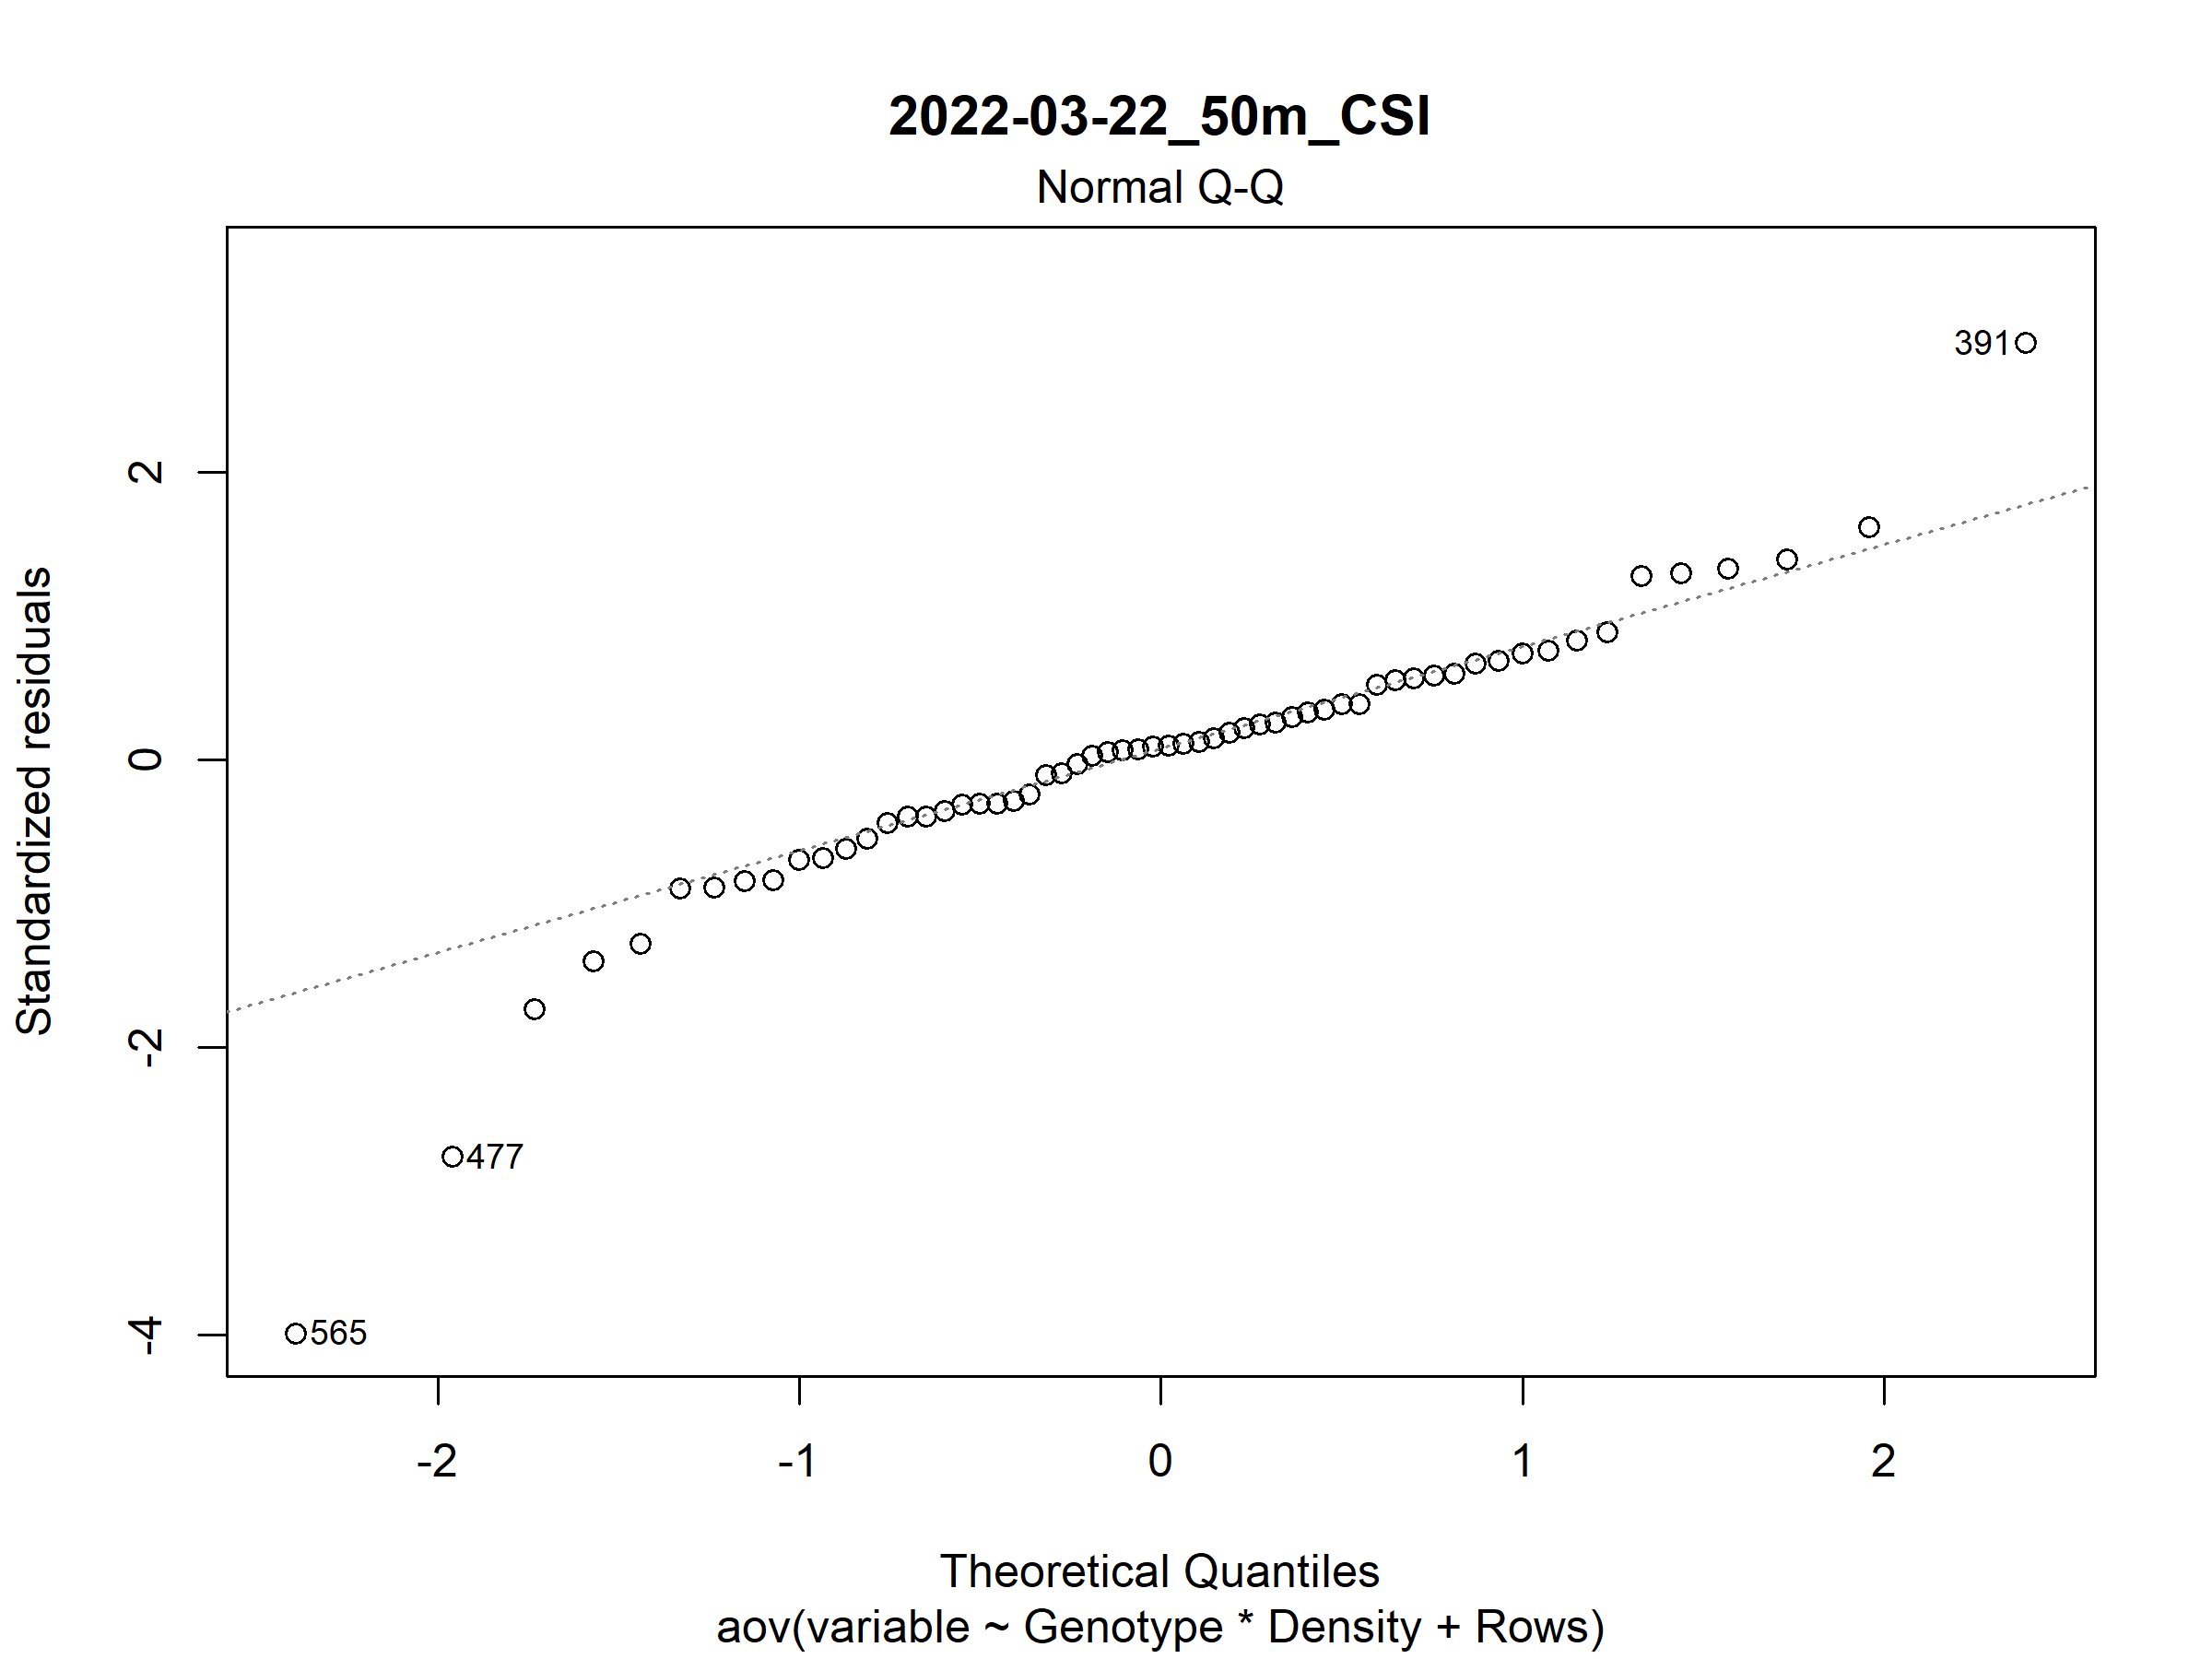 2022-03-22_50m_CSI
Normal Q-Q
Standardized residuals
2
0
-2
-4
391
477
565
-2 -1 0 1 2
Theoretical Quantiles
aov(variable ~ Genotype * Density + Rows)